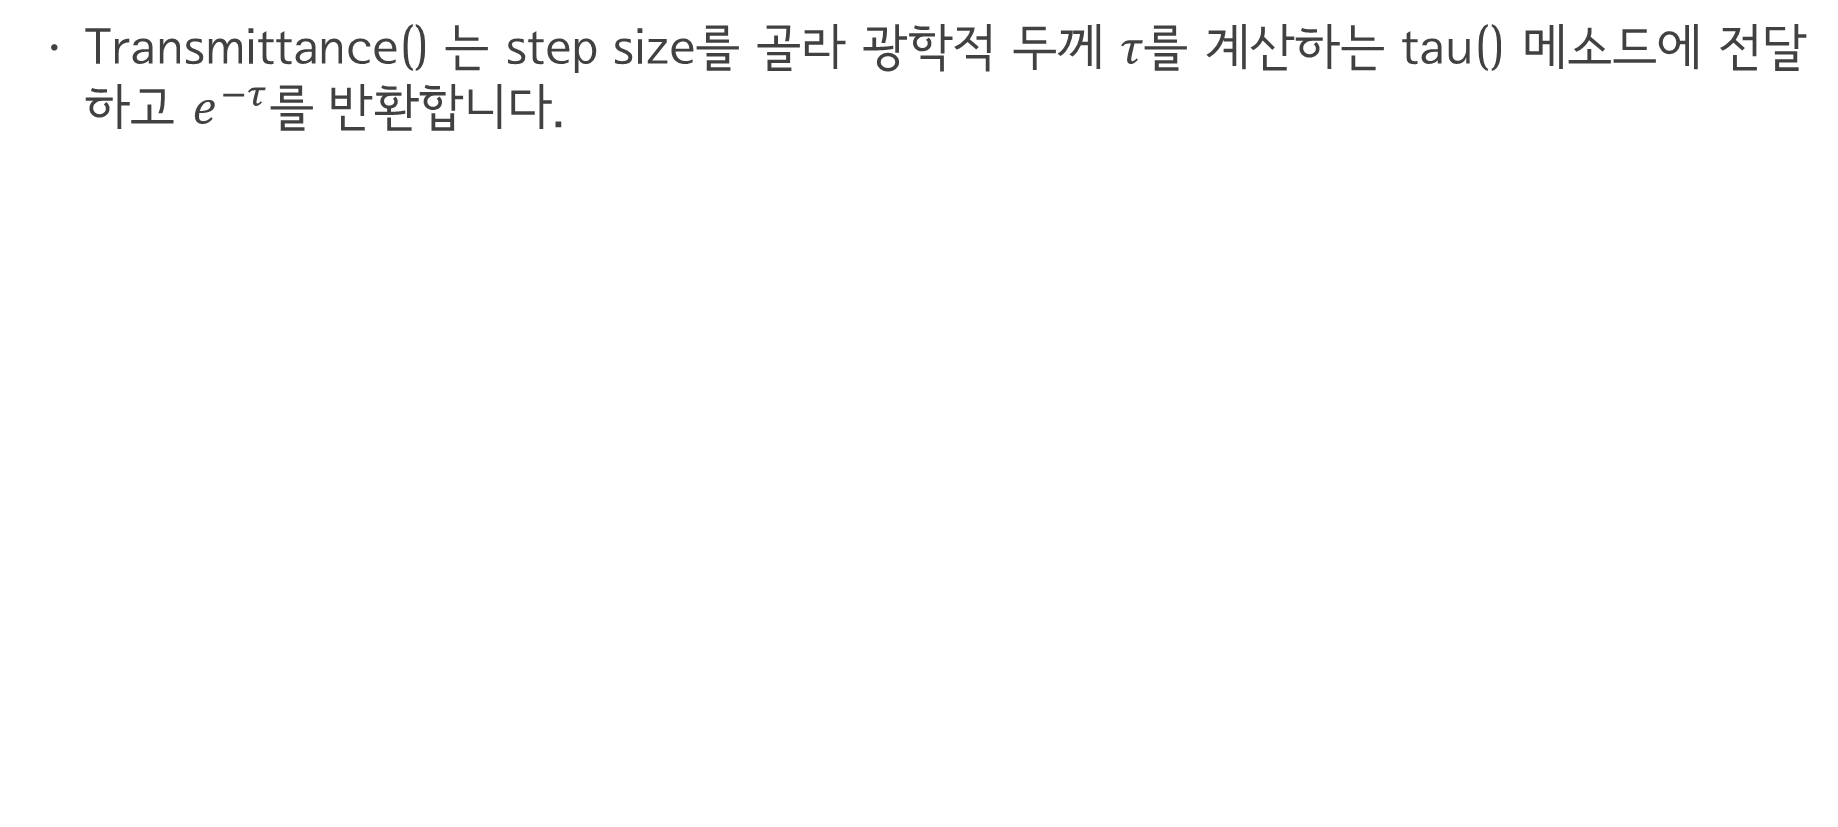 · Transmittance() 는 step size를 골라 광학적 두께 τ를 계산하는 tau() 메소드에 전달
하고 e^{−τ}를 반환합니다.